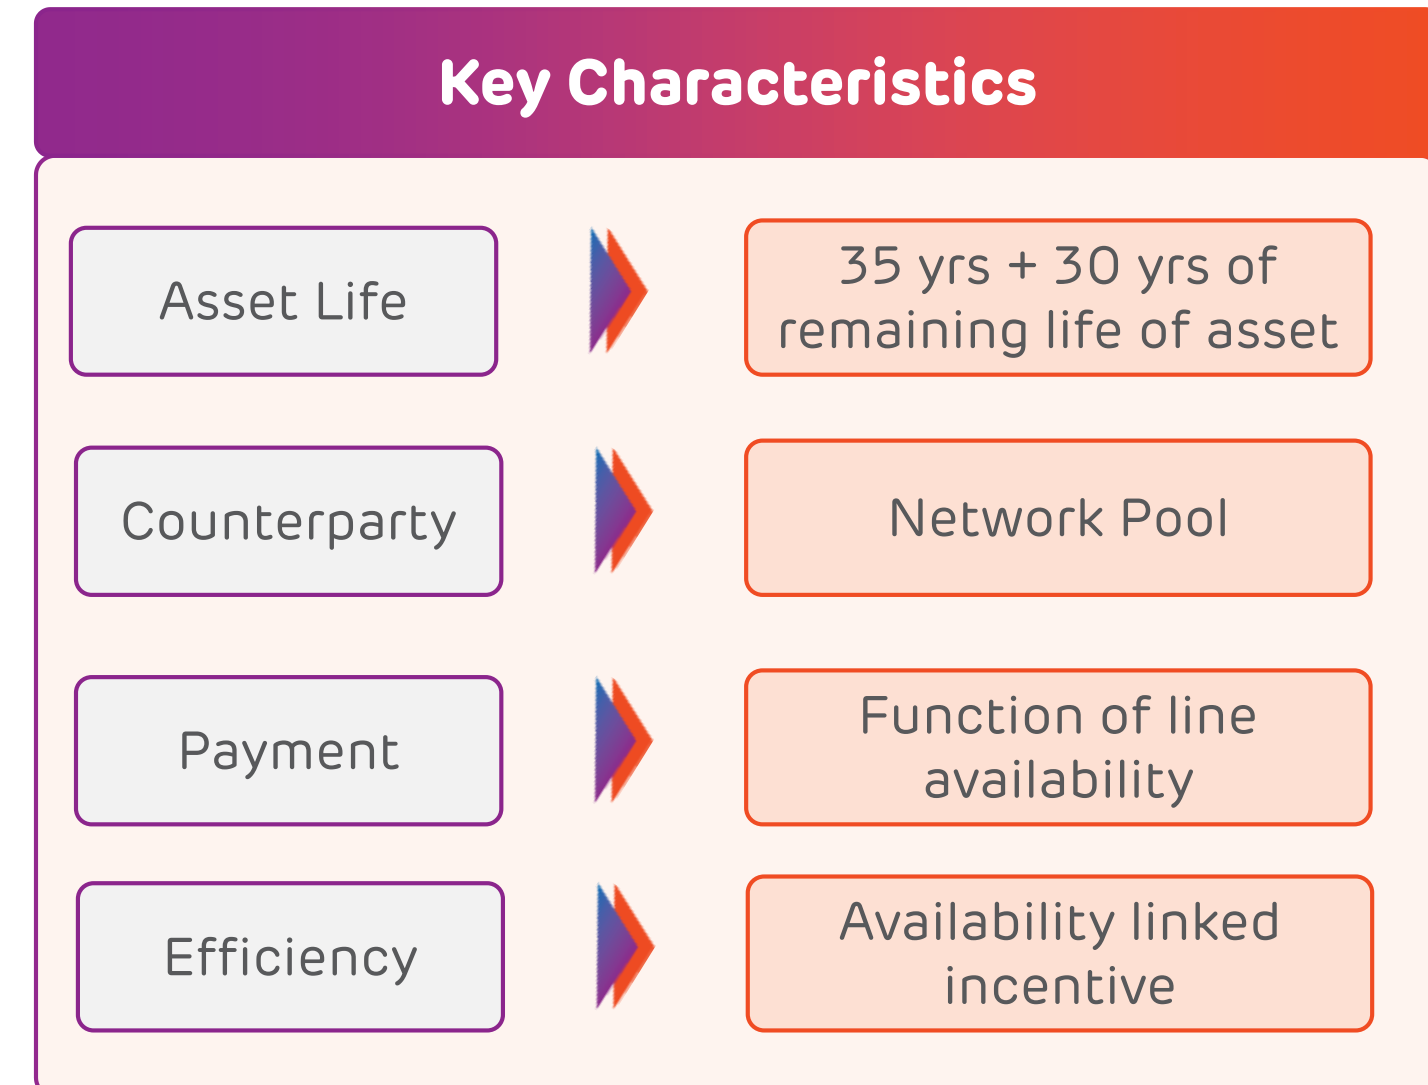 Key Characteristics
Asset Life
35 yrs + 30 yrs of
remaining life of asset
Counterparty
Network Pool
Payment
Function of line
availability
Efficiency
Availability linked
incentive